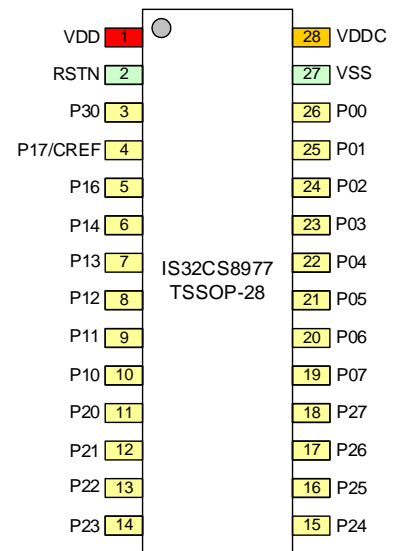 VDD 1 28 VDDC
RSTN 2 27 VSS
P30 3 26 P00
P17/CREF 4 25 P01
P16 5 24 P02
P14 6 23 P03
P13 7 22 P04
IS32CS8977
TSSOP-28
P12 8 21 P05
P11 9 20 P06
P10 10 19 P07
P20 11 18 P27
P21 12 17 P26
P22 13 16 P25
P23 14 15 P24